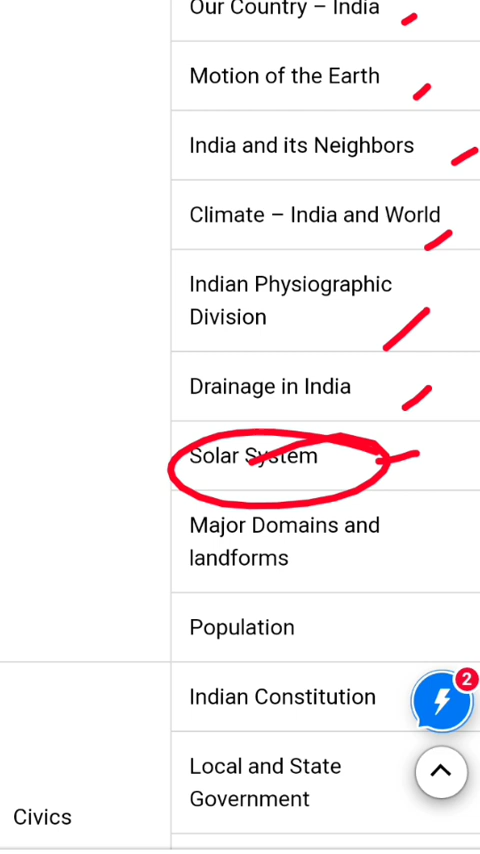 Our Country – India
Motion of the Earth
India and its Neighbors
Climate – India and World
Indian Physiographic
Division
Drainage in India
Solar System
Major Domains and
landforms
Population
Indian Constitution
2
Local and State
Government
Civics